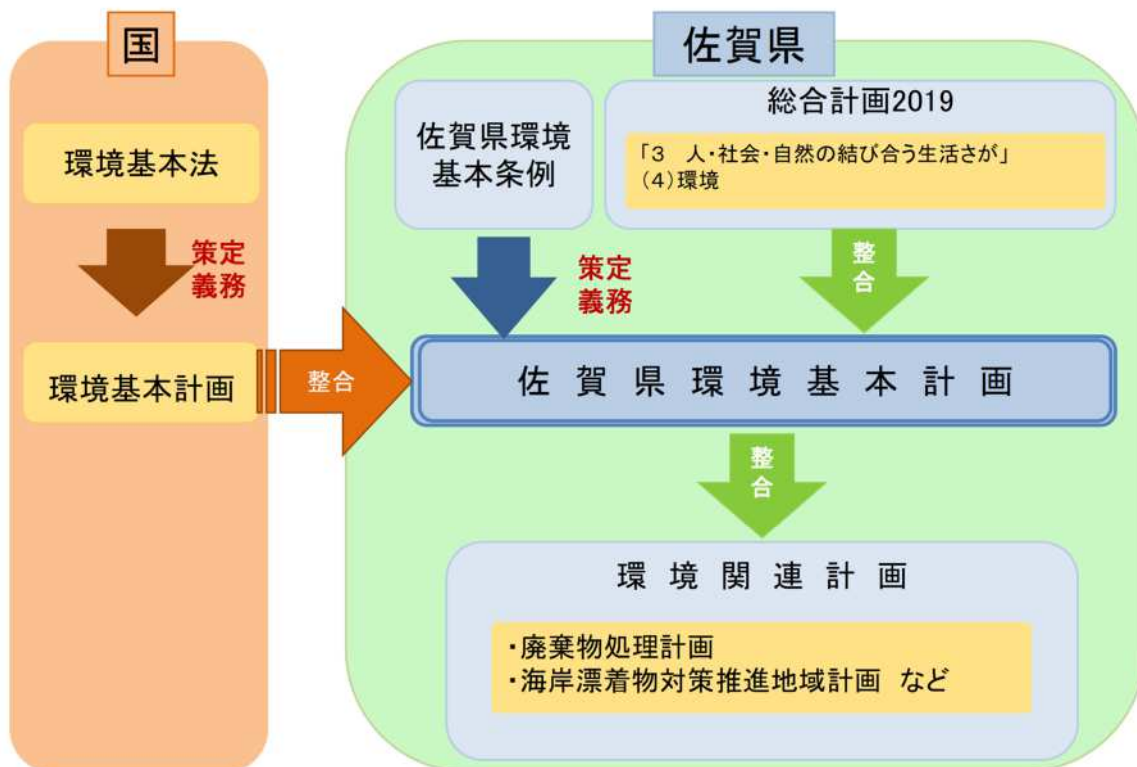 国
環境基本法
策定
義務
環境基本計画
整合
佐賀県
佐賀県環境
基本条例
総合計画2019
「3 人・社会・自然の結び合う生活さが」
(4)環境
策定
義務
整
合
佐賀県環境基本計画
整
合
環境関連計画
・廃棄物処理計画
・海岸漂着物対策推進地域計画 など